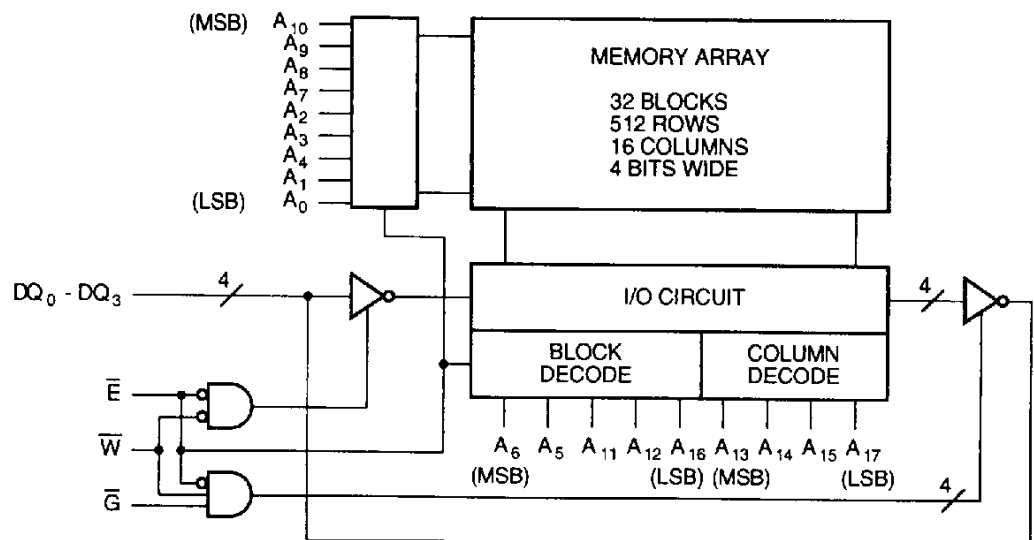 (MSB) A10
A9
A8
A7
A2
A3
A4
A1
(LSB) A0
MEMORY ARRAY
32 BLOCKS
512 ROWS
16 COLUMNS
4 BITS WIDE
DQ0 - DQ3
4
I/O CIRCUIT
4
BLOCK DECODE
COLUMN DECODE
E̅
W̅
G̅
A6 A5 A11 A12 A16 A13 A14 A15 A17
(MSB) (LSB) (MSB) (LSB)
4